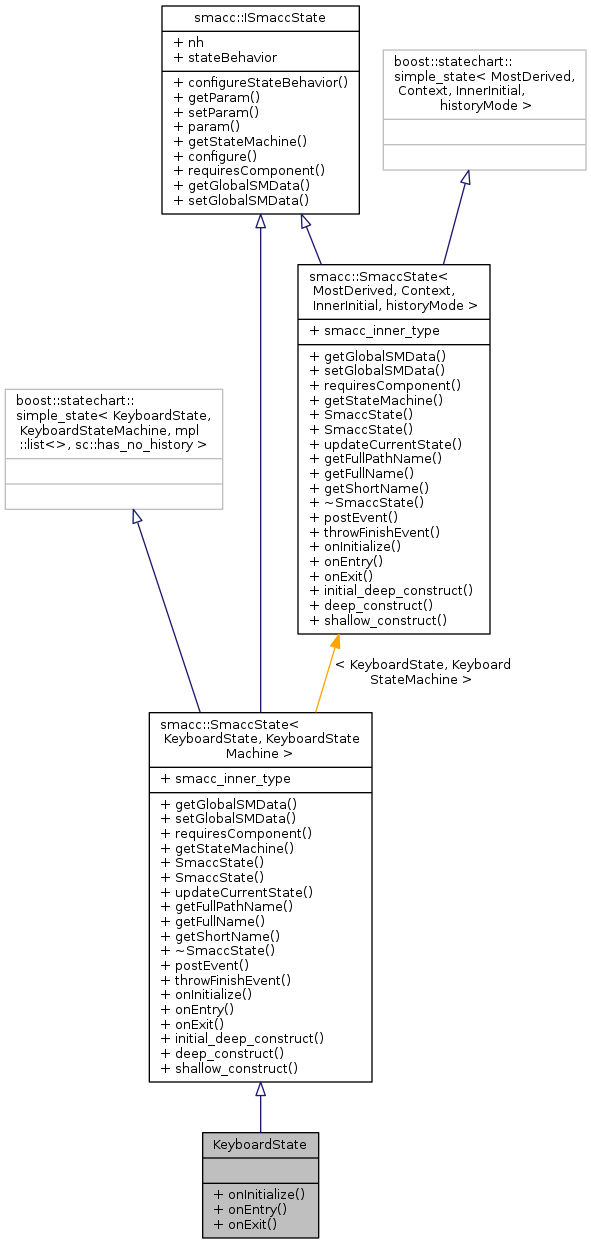 smacc::ISmaccState
+ nh
+ stateBehavior
+ configureStateBehavior()
+ getParam()
+ setParam()
+ param()
+ getStateMachine()
+ configure()
+ requiresComponent()
+ getGlobalSMData()
+ setGlobalSMData()
boost::statechart::
simple_state< MostDerived,
Context, InnerInitial,
historyMode >
smacc::SmaccState<
MostDerived, Context,
InnerInitial, historyMode >
+ smacc_inner_type
+ getGlobalSMData()
+ setGlobalSMData()
+ requiresComponent()
+ getStateMachine()
+ SmaccState()
+ SmaccState()
+ updateCurrentState()
+ getFullPathName()
+ getFullName()
+ getShortName()
+ ~SmaccState()
+ postEvent()
+ throwFinishEvent()
+ onInitialize()
+ onEntry()
+ onExit()
+ initial_deep_construct()
+ deep_construct()
+ shallow_construct()
boost::statechart::
simple_state< KeyboardState,
KeyboardStateMachine, mpl
::list<>, sc::has_no_history >
< KeyboardState, Keyboard
StateMachine >
smacc::SmaccState<
KeyboardState, KeyboardState
Machine >
+ smacc_inner_type
+ getGlobalSMData()
+ setGlobalSMData()
+ requiresComponent()
+ getStateMachine()
+ SmaccState()
+ SmaccState()
+ updateCurrentState()
+ getFullPathName()
+ getFullName()
+ getShortName()
+ ~SmaccState()
+ postEvent()
+ throwFinishEvent()
+ onInitialize()
+ onEntry()
+ onExit()
+ initial_deep_construct()
+ deep_construct()
+ shallow_construct()
KeyboardState
+ onInitialize()
+ onEntry()
+ onExit()